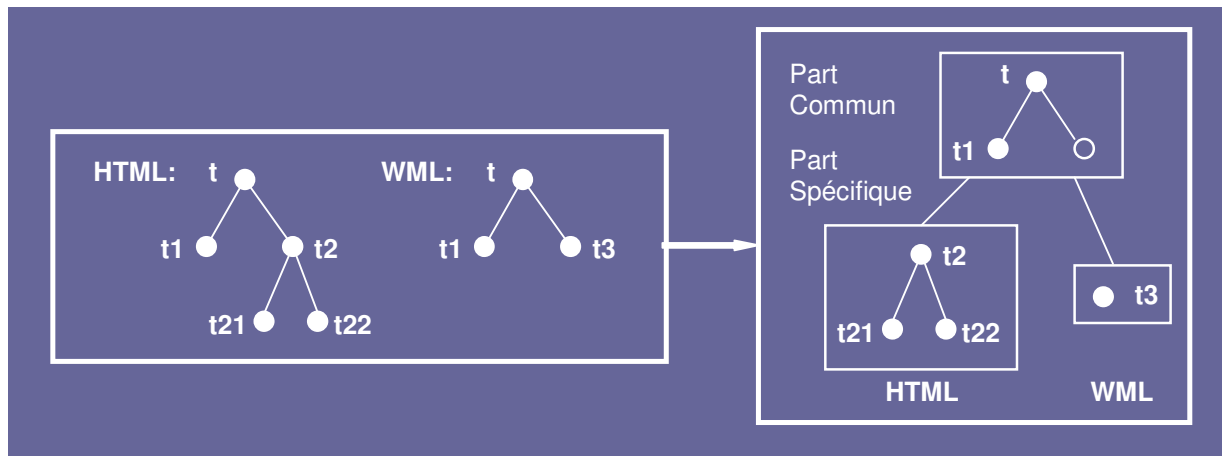 HTML: t
t1 t2
t21 t22
WML: t
t1 t3
Part
Commun
Part
Spécifique
t
t1
t2
t21 t22
HTML
t3
WML